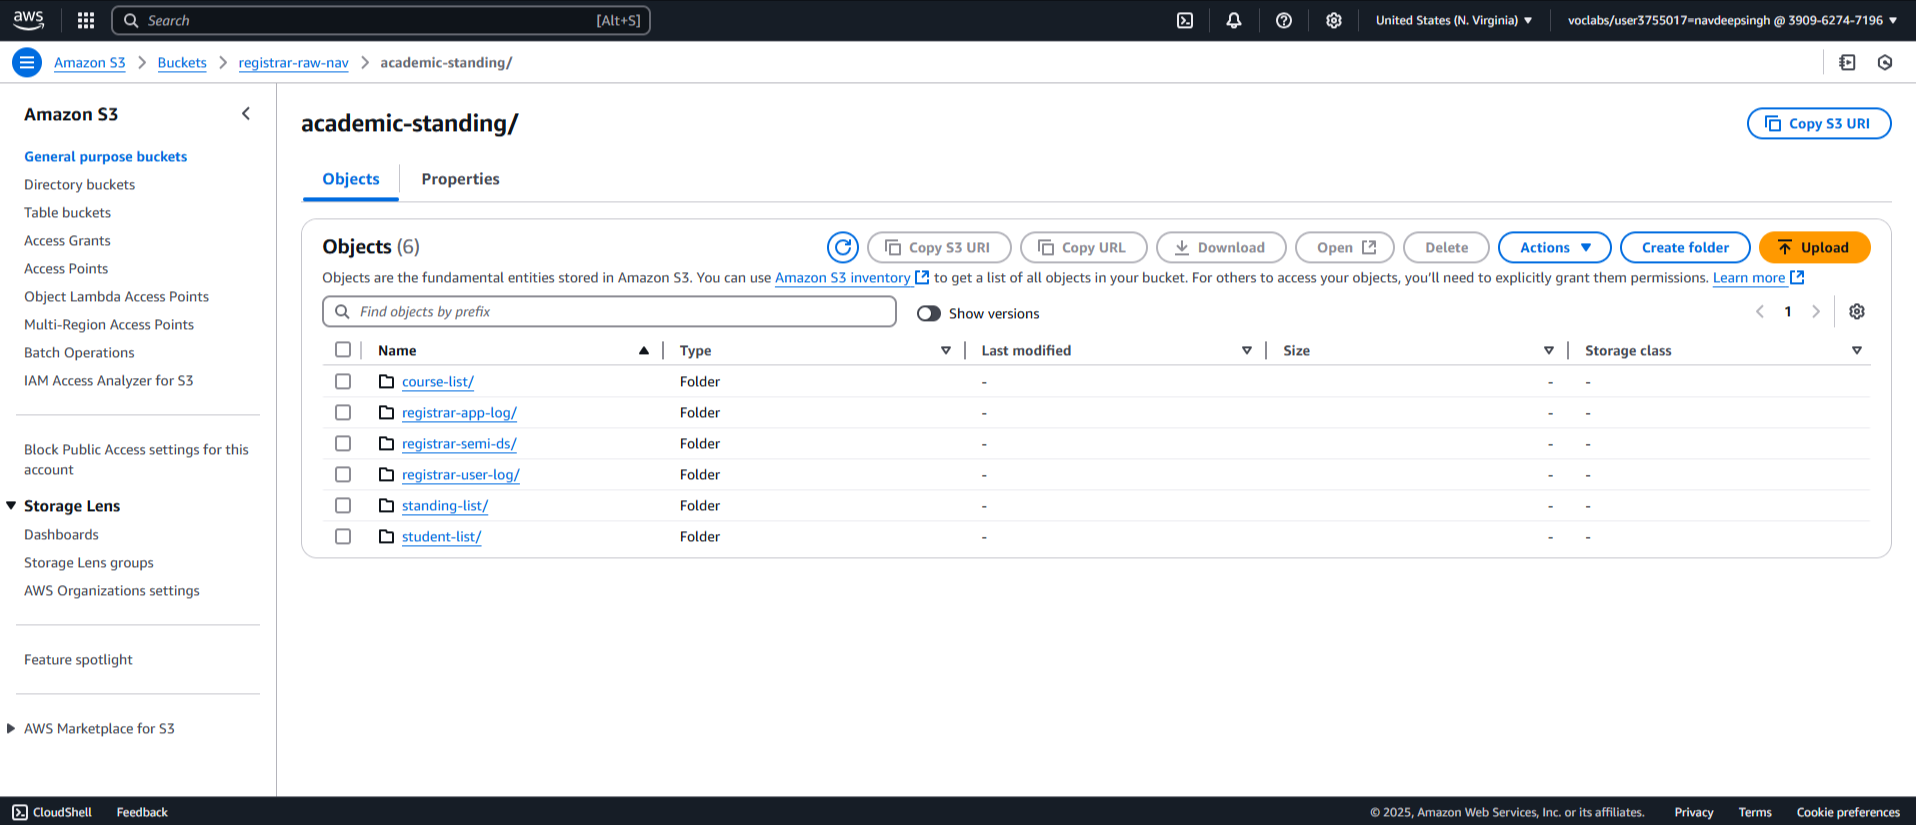 aws
Search [Alt+S]
United States (N. Virginia) voclabs/user3755017=navdeepsingh @ 3909-6274-7196
Amazon S3 Buckets registrar-raw-nav academic-standing/
Amazon S3
General purpose buckets
Directory buckets
Table buckets
Access Grants
Access Points
Object Lambda Access Points
Multi-Region Access Points
Batch Operations
IAM Access Analyzer for S3
Block Public Access settings for this
account
Storage Lens
Dashboards
Storage Lens groups
AWS Organizations settings
Feature spotlight
AWS Marketplace for S3
academic-standing/
Copy S3 URI
Objects Properties
Objects (6)
Copy S3 URI Copy URL Download Open Delete Actions Create folder Upload
Objects are the fundamental entities stored in Amazon S3. You can use Amazon S3 inventory to get a list of all objects in your bucket. For others to access your objects, you'll need to explicitly grant them permissions. Learn more
Find objects by prefix Show versions 1
Name Type Last modified Size Storage class
course-list/ Folder - - -
registrar-app-log/ Folder - - -
registrar-semi-ds/ Folder - - -
registrar-user-log/ Folder - - -
standing-list/ Folder - - -
student-list/ Folder - - -
CloudShell Feedback © 2025, Amazon Web Services, Inc. or its affiliates. Privacy Terms Cookie preferences